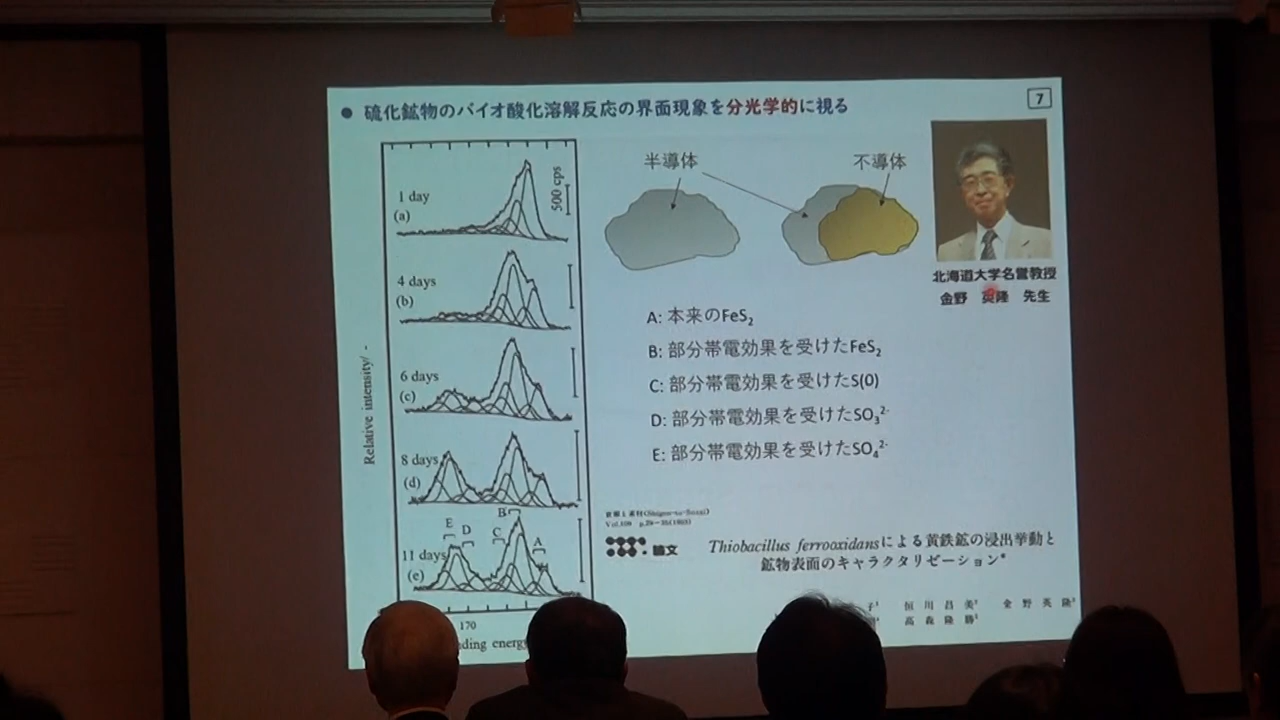 ● 硫化鉱物のバイオ酸化溶解反応の界面現象を分光学的に視る
7
1 day
(a)
500 cps
4 days
(b)
6 days
(c)
8 days
(d)
B
E
D
C
A
11 days
(e)
170
Relative intensity/ -
ding energy
半導体
不導体
北海道大学名誉教授
金野 英隆 先生
A: 本来のFeS₂
B: 部分帯電効果を受けたFeS₂
C: 部分帯電効果を受けたS(0)
D: 部分帯電効果を受けたSO₃²⁻
E: 部分帯電効果を受けたSO₄²⁻
資源と素材(Shigen-to-Sozai)
論文
Thiobacillus ferrooxidansによる黄鉄鉱の浸出挙動と
鉱物表面のキャラクタリゼーション*
子¹ 恒川昌美¹ 金野英隆¹
高森隆勝¹